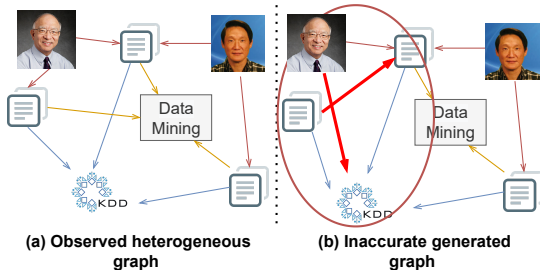 Data
Mining
KDD
(a) Observed heterogeneous
graph
Data
Mining
KDD
(b) Inaccurate generated
graph